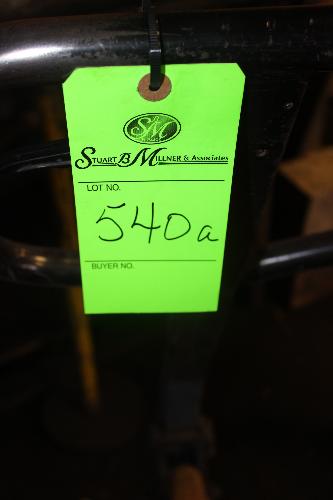 SM
STUART B MILLNER & Associates
LOT NO.
540a
BUYER NO.